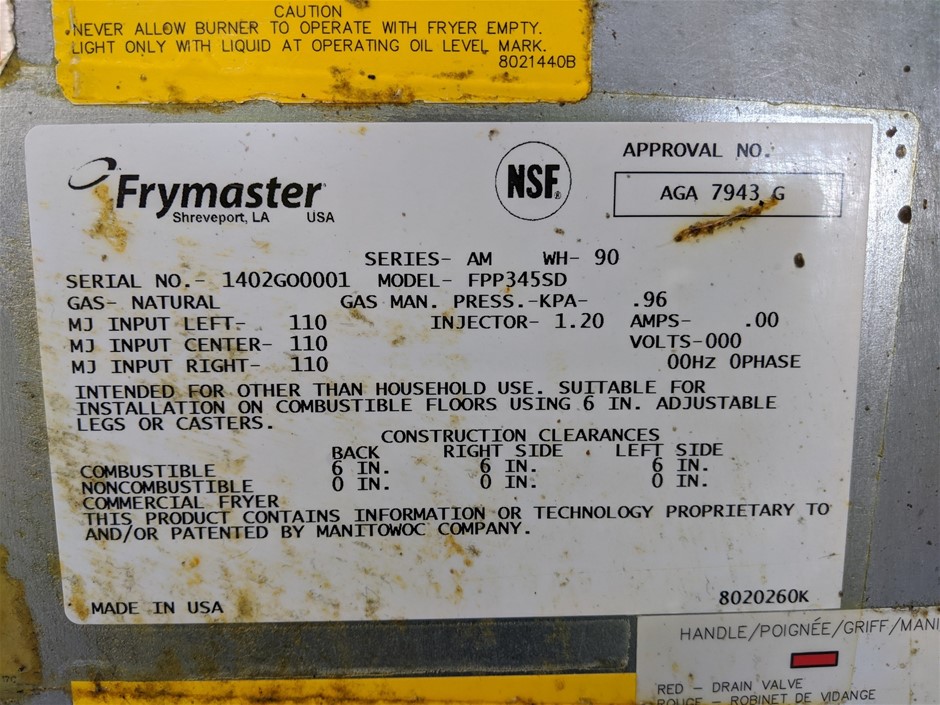 CAUTION
NEVER ALLOW BURNER TO OPERATE WITH FRYER EMPTY.
LIGHT ONLY WITH LIQUID AT OPERATING OIL LEVEL MARK.
8021440B
Frymaster
Shreveport, LA USA
NSF®
APPROVAL NO.
AGA 7943 G
SERIES- AM WH- 90
SERIAL NO.- 1402GO0001 MODEL- FPP345SD
GAS- NATURAL GAS MAN. PRESS.-KPA- .96
MJ INPUT LEFT- 110 INJECTOR- 1.20 AMPS- .00
MJ INPUT CENTER- 110 VOLTS-000
MJ INPUT RIGHT- 110 00HZ 0PHASE
INTENDED FOR OTHER THAN HOUSEHOLD USE. SUITABLE FOR
INSTALLATION ON COMBUSTIBLE FLOORS USING 6 IN. ADJUSTABLE
LEGS OR CASTERS.
CONSTRUCTION CLEARANCES
BACK RIGHT SIDE LEFT SIDE
COMBUSTIBLE 6 IN. 6 IN. 6 IN.
NONCOMBUSTIBLE 0 IN. 0 IN. 0 IN.
COMMERCIAL FRYER
THIS PRODUCT CONTAINS INFORMATION OR TECHNOLOGY PROPRIETARY TO
AND/OR PATENTED BY MANITOWOC COMPANY.
MADE IN USA 8020260K
HANDLE/POIGNÉE/GRIFF/MANI
RED - DRAIN VALVE
ROUGE - ROBINET DE VIDANGE